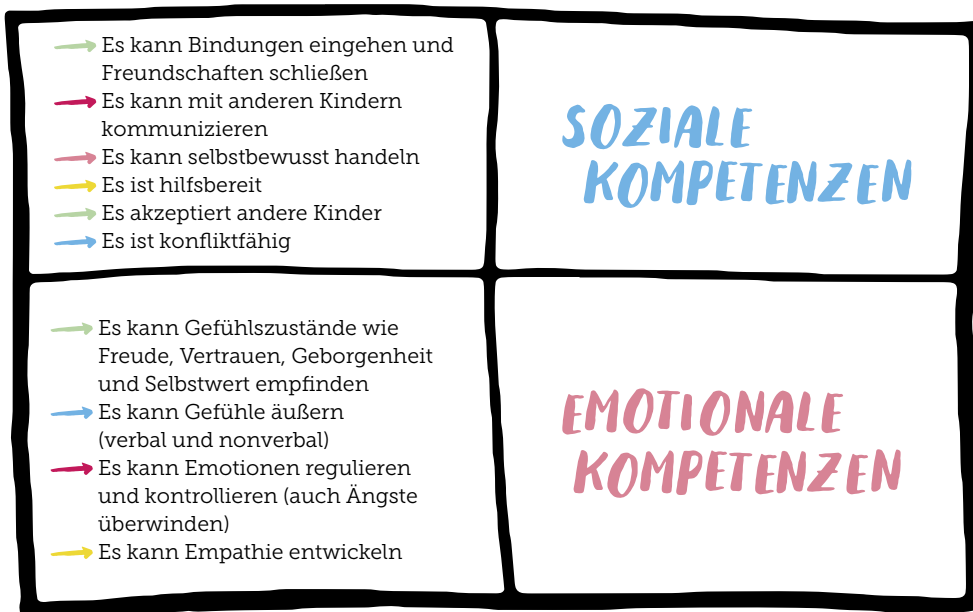 Es kann Bindungen eingehen und
Freundschaften schließen
Es kann mit anderen Kindern
kommunizieren
Es kann selbstbewusst handeln
Es ist hilfsbereit
Es akzeptiert andere Kinder
Es ist konfliktfähig
SOZIALE
KOMPETENZEN
Es kann Gefühlszustände wie
Freude, Vertrauen, Geborgenheit
und Selbstwert empfinden
Es kann Gefühle äußern
(verbal und nonverbal)
Es kann Emotionen regulieren
und kontrollieren (auch Ängste
überwinden)
Es kann Empathie entwickeln
EMOTIONALE
KOMPETENZEN